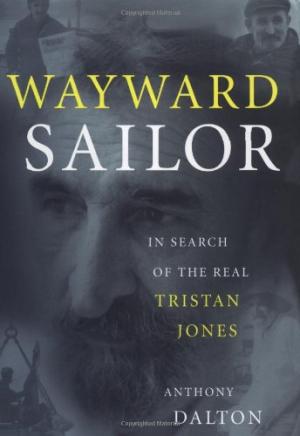 WAYWARD
SAILOR
IN SEARCH
OF THE REAL
TRISTAN
JONES
ANTHONY
DALTON